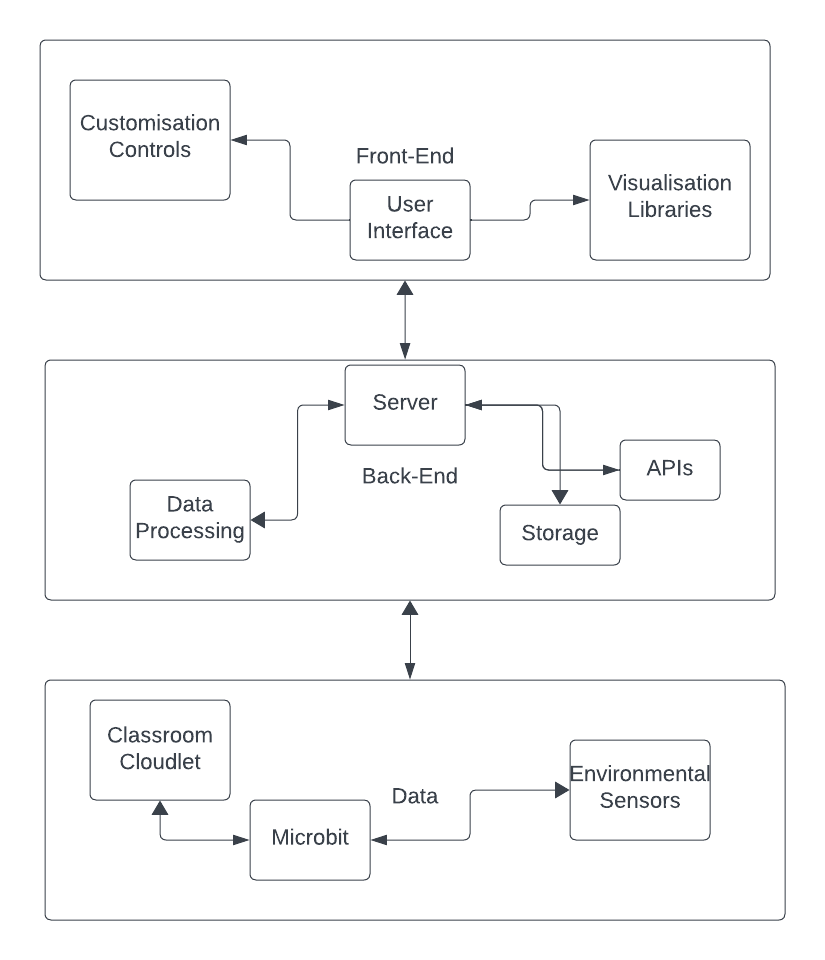 Customisation
Controls
Front-End
User
Interface
Visualisation
Libraries
Server
Back-End
Data
Processing
APIs
Storage
Classroom
Cloudlet
Data
Microbit
Environmental
Sensors